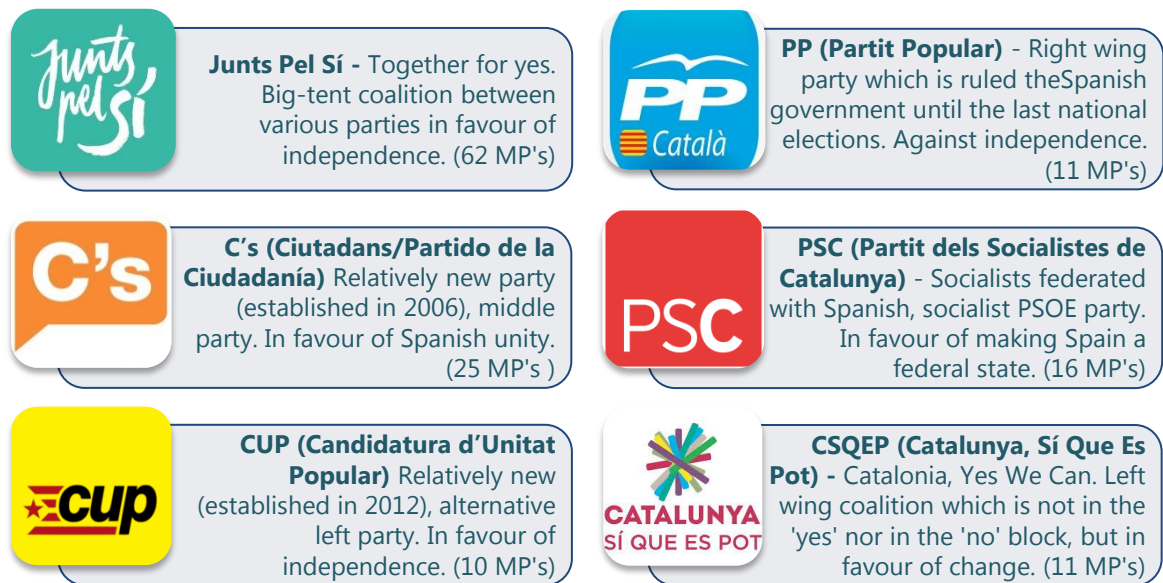 Junts
pel SÍ
Junts Pel Sí - Together for yes.
Big-tent coalition between
various parties in favour of
independence. (62 MP's)
PP
Català
PP (Partit Popular) - Right wing
party which is ruled theSpanish
government until the last national
elections. Against independence.
(11 MP's)
C's
C's (Ciutadans/Partido de la
Ciudadanía) Relatively new party
(established in 2006), middle
party. In favour of Spanish unity.
(25 MP's )
PSC
PSC (Partit dels Socialistes de
Catalunya) - Socialists federated
with Spanish, socialist PSOE party.
In favour of making Spain a
federal state. (16 MP's)
cup
CUP (Candidatura d'Unitat
Popular) Relatively new
(established in 2012), alternative
left party. In favour of
independence. (10 MP's)
CATALUNYA
SÍ QUE ES POT
CSQEP (Catalunya, Sí Que Es
Pot) - Catalonia, Yes We Can. Left
wing coalition which is not in the
'yes' nor in the 'no' block, but in
favour of change. (11 MP's)